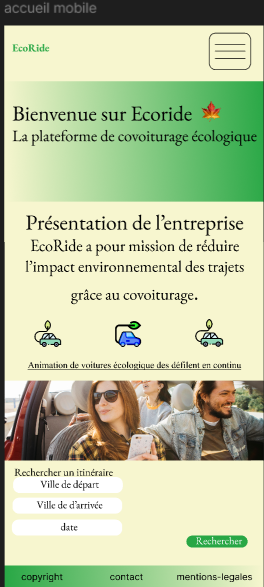 accueil mobile
EcoRide
Bienvenue sur Ecoride
La plateforme de covoiturage écologique
Présentation de l'entreprise
EcoRide a pour mission de réduire
l'impact environnemental des trajets
grâce au covoiturage.
Animation de voitures écologique des défilent en continu
Rechercher un itinéraire
Ville de départ
Ville de d'arrivée
date
Rechercher
copyright contact mentions-legales